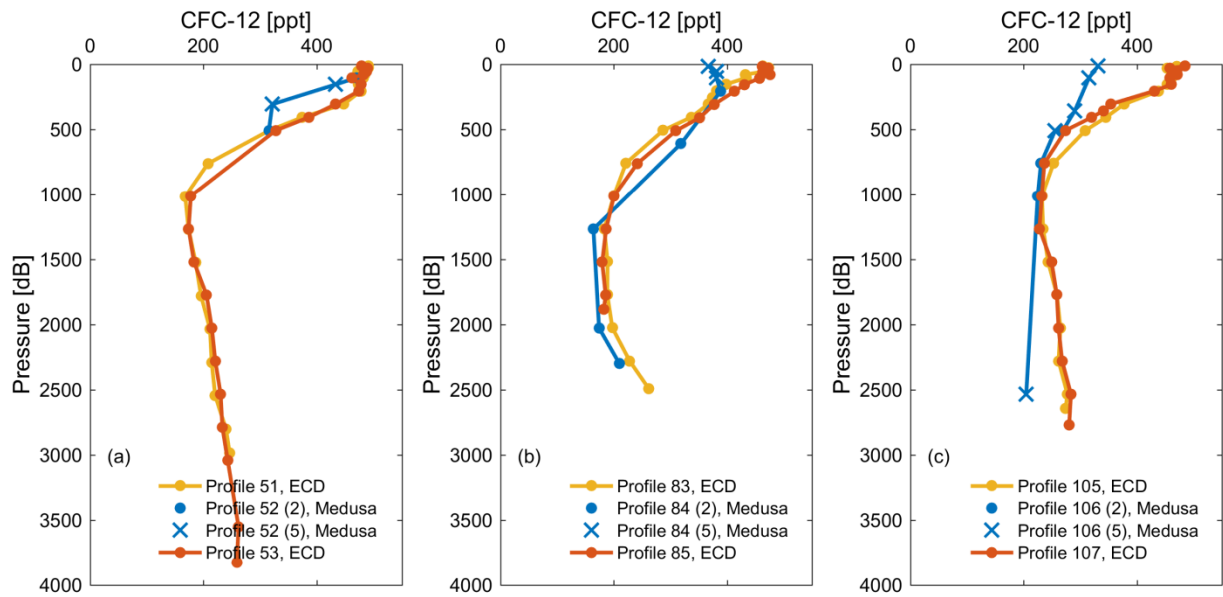 CFC-12 [ppt]
0 200 400
0
500
1000
1500
2000
2500
3000
3500
4000
Pressure [dB]
(a)
Profile 51, ECD
Profile 52 (2), Medusa
Profile 52 (5), Medusa
Profile 53, ECD
CFC-12 [ppt]
0 200 400
0
500
1000
1500
2000
2500
3000
3500
4000
Pressure [dB]
(b)
Profile 83, ECD
Profile 84 (2), Medusa
Profile 84 (5), Medusa
Profile 85, ECD
CFC-12 [ppt]
0 200 400
0
500
1000
1500
2000
2500
3000
3500
4000
Pressure [dB]
(c)
Profile 105, ECD
Profile 106 (2), Medusa
Profile 106 (5), Medusa
Profile 107, ECD